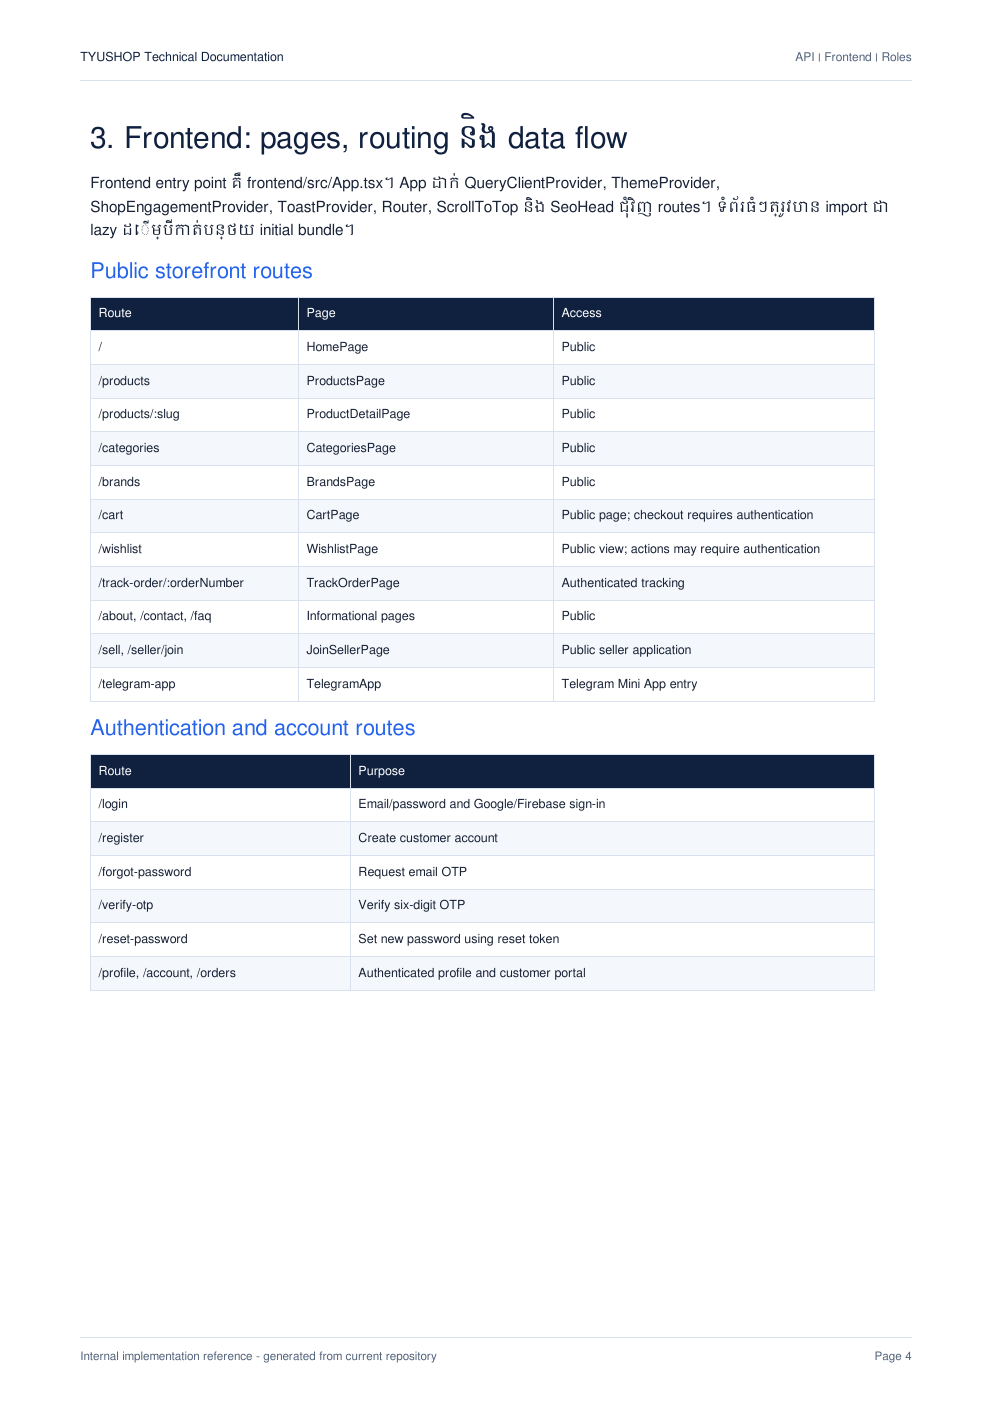 TYUSHOP Technical Documentation
API | Frontend | Roles
3. Frontend: pages, routing និង data flow
Frontend entry point គឺ frontend/src/App.tsx។ App ដាក់ QueryClientProvider, ThemeProvider,
ShopEngagementProvider, ToastProvider, Router, ScrollToTop និង SeoHead ជុំវិញ routes។ ទំព័រធំៗត្រូវបាន import ជា
lazy ដើម្បីកាត់បន្ថយ initial bundle។
Public storefront routes
Route Page Access
/ HomePage Public
/products ProductsPage Public
/products/:slug ProductDetailPage Public
/categories CategoriesPage Public
/brands BrandsPage Public
/cart CartPage Public page; checkout requires authentication
/wishlist WishlistPage Public view; actions may require authentication
/track-order/:orderNumber TrackOrderPage Authenticated tracking
/about, /contact, /faq Informational pages Public
/sell, /seller/join JoinSellerPage Public seller application
/telegram-app TelegramApp Telegram Mini App entry
Authentication and account routes
Route Purpose
/login Email/password and Google/Firebase sign-in
/register Create customer account
/forgot-password Request email OTP
/verify-otp Verify six-digit OTP
/reset-password Set new password using reset token
/profile, /account, /orders Authenticated profile and customer portal
Internal implementation reference - generated from current repository
Page 4